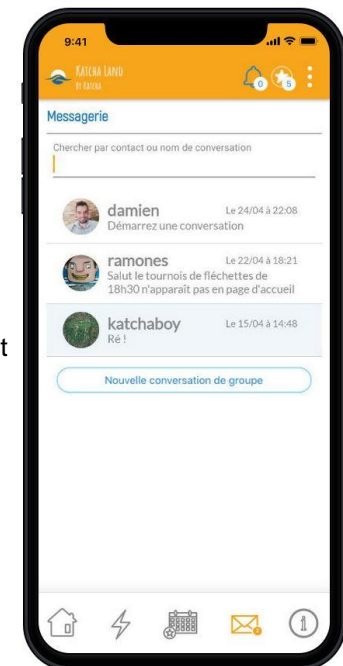 t
9:41
KATCHA LAND
BY KATCHA
0
5
Messagerie
Chercher par contact ou nom de conversation
damien
Le 24/04 à 22:08
Démarrez une conversation
ramones
Le 22/04 à 18:21
Salut le tournois de fléchettes de
18h30 n'apparaît pas en page d'accueil
katchaboy
Le 15/04 à 14:48
Ré !
Nouvelle conversation de groupe